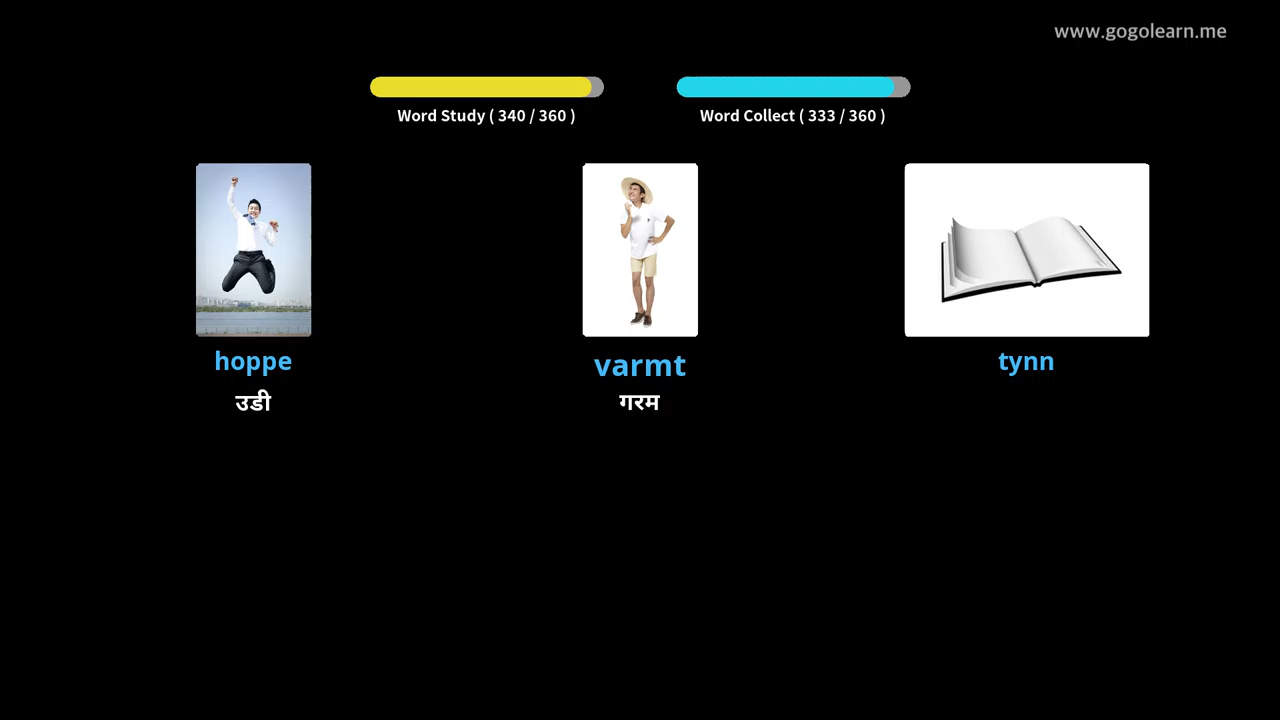 www.gogolearn.me
Word Study ( 340 / 360 )
Word Collect ( 333 / 360 )
hoppe
varmt
tynn
उडी
गरम